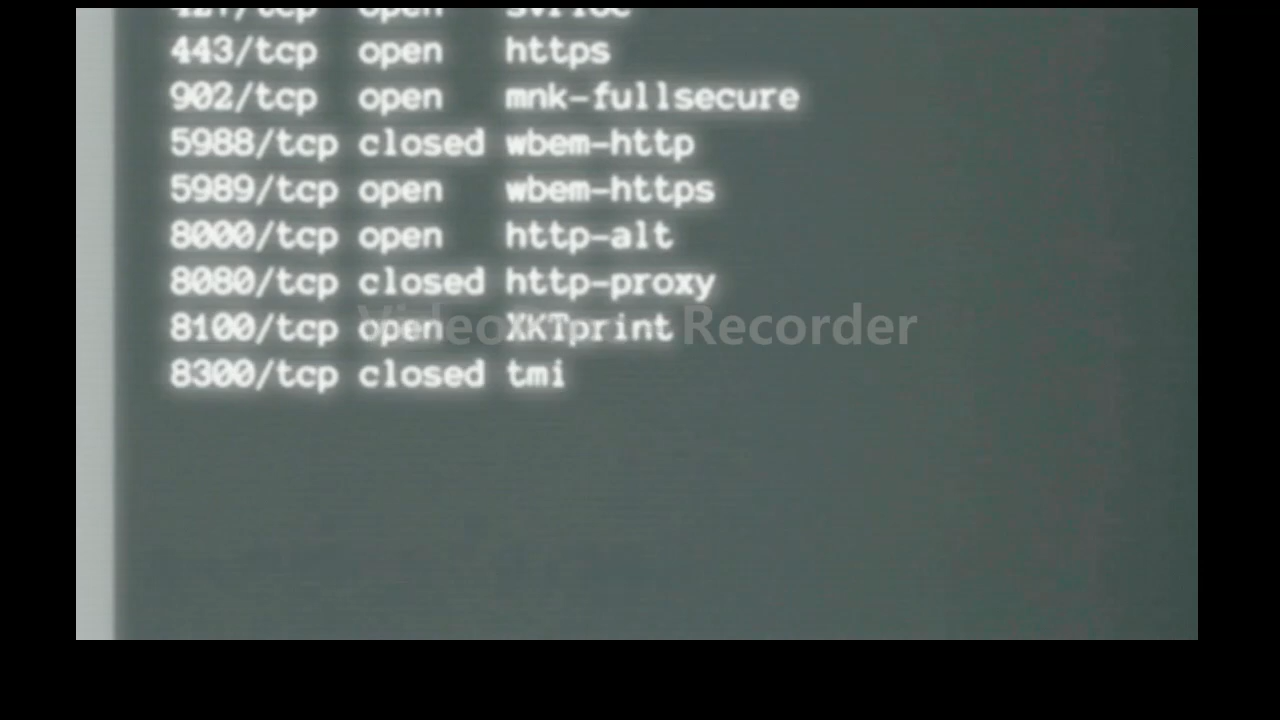 open
443/tcp open https
902/tcp open mnk-fullsecure
5988/tcp closed wbem-http
5989/tcp open wbem-https
8000/tcp open http-alt
8080/tcp closed http-proxy
8100/tcp open XKTprint
8300/tcp closed tmi
Video Recorder